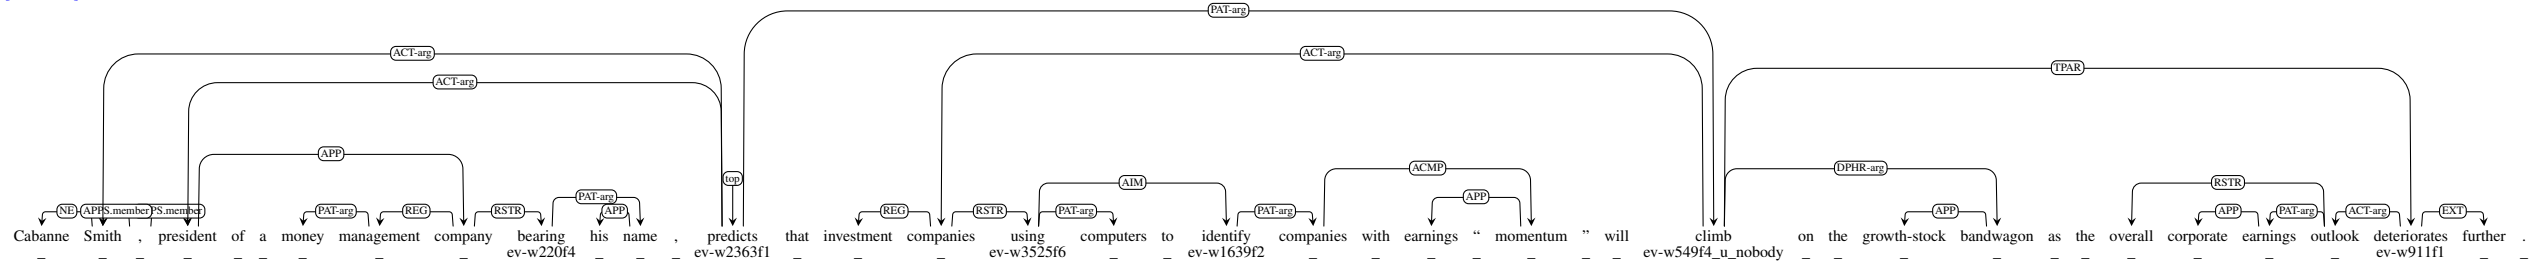 PAT-arg
ACT-arg ACT-arg
TPAR
ACT-arg
APP ACMP DPHR-arg
top AIM RSTR
PAT-arg APP
NE APPS.member PS.member PAT-arg REG RSTR APP REG RSTR PAT-arg PAT-arg APP APP PAT-arg ACT-arg EXT
Cabanne Smith , president of a money management company bearing his name , predicts that investment companies using computers to identify companies with earnings “ momentum ” will climb on the growth-stock bandwagon as the overall corporate earnings outlook deteriorates further .
_ _ _ _ _ _ _ _ _ ev-w220f4 _ _ _ ev-w2363f1 _ _ _ ev-w3525f6 _ _ ev-w1639f2 _ _ _ _ _ _ _ ev-w549f4_u_nobody _ _ _ _ _ _ _ _ _ _ ev-w911f1 _ _